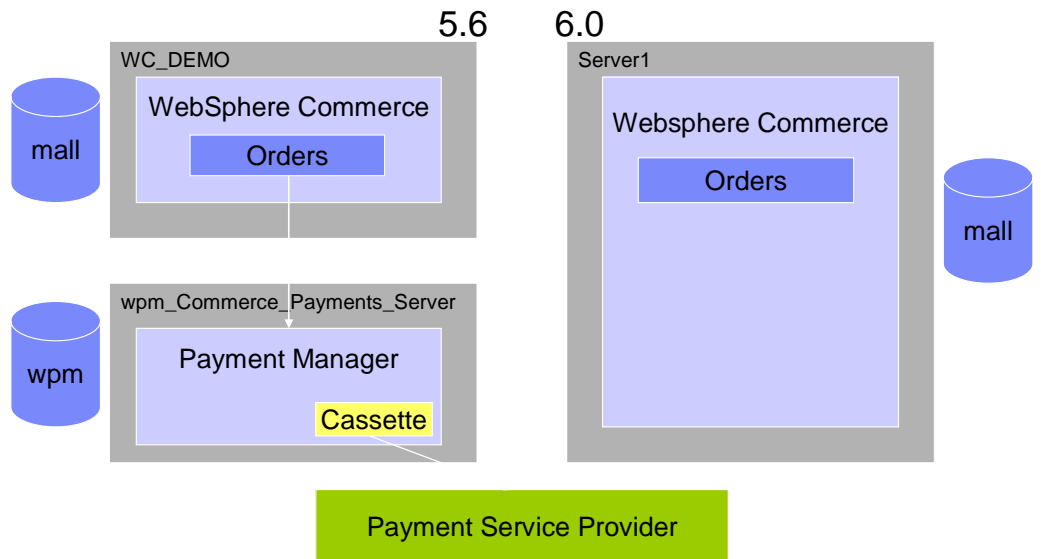 5.6
6.0
WC_DEMO
WebSphere Commerce
Orders
mall
wpm_Commerce_Payments_Server
Payment Manager
Cassette
wpm
Server1
Websphere Commerce
Orders
mall
Payment Service Provider